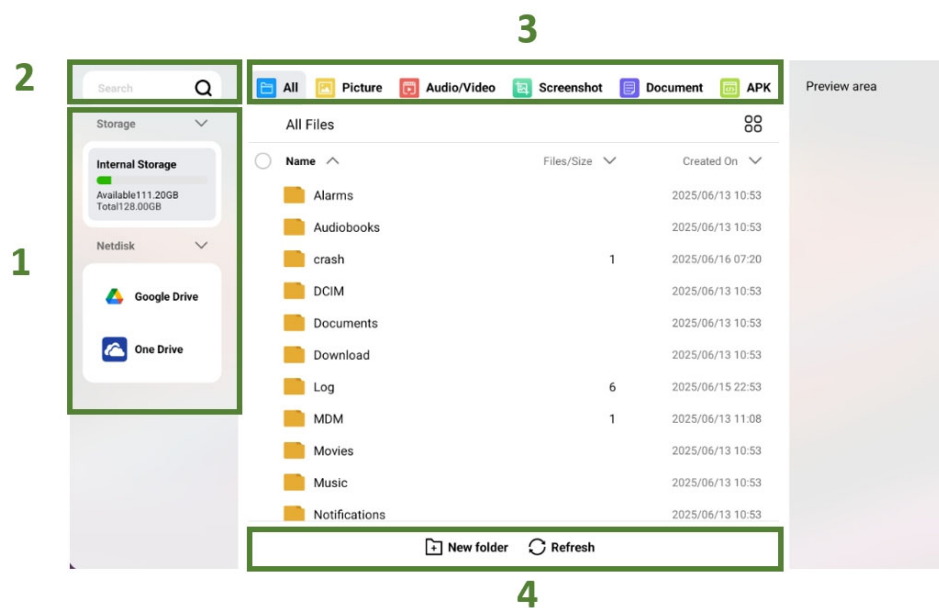 3
2
Search
All Picture Audio/Video Screenshot Document APK
Preview area
1
Storage
Internal Storage
Available111.20GB
Total128.00GB
Netdisk
Google Drive
One Drive
All Files
Name Files/Size Created On
Alarms 2025/06/13 10:53
Audiobooks 2025/06/13 10:53
crash 1 2025/06/16 07:20
DCIM 2025/06/13 10:53
Documents 2025/06/13 10:53
Download 2025/06/13 10:53
Log 6 2025/06/15 22:53
MDM 1 2025/06/13 11:08
Movies 2025/06/13 10:53
Music 2025/06/13 10:53
Notifications 2025/06/13 10:53
New folder Refresh
4